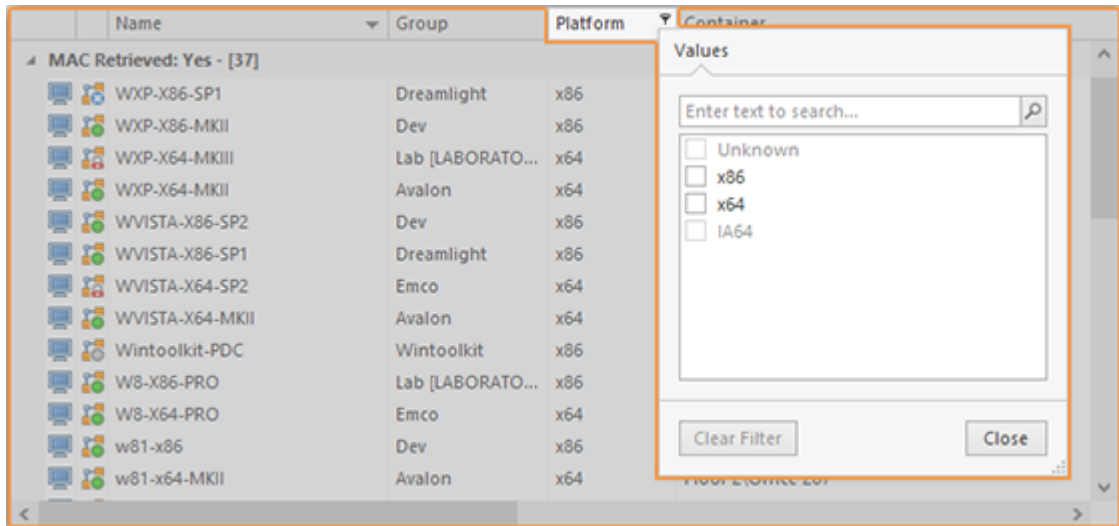 Name Group Platform Container
Values
MAC Retrieved: Yes - [37]
WXP-X86-SP1 Dreamlight x86
Enter text to search...
WXP-X86-MKII Dev x86
Unknown
WXP-X64-MKIII Lab [LABORATO... x64
x86
WXP-X64-MKII Avalon x64
x64
WVISTA-X86-SP2 Dev x86
IA64
WVISTA-X86-SP1 Dreamlight x86
WVISTA-X64-SP2 Emco x64
WVISTA-X64-MKII Avalon x64
Wintoolkit-PDC Wintoolkit x86
W8-X86-PRO Lab [LABORATO... x86
W8-X64-PRO Emco x64
Clear Filter Close
w81-x86 Dev x86
w81-x64-MKII Avalon x64